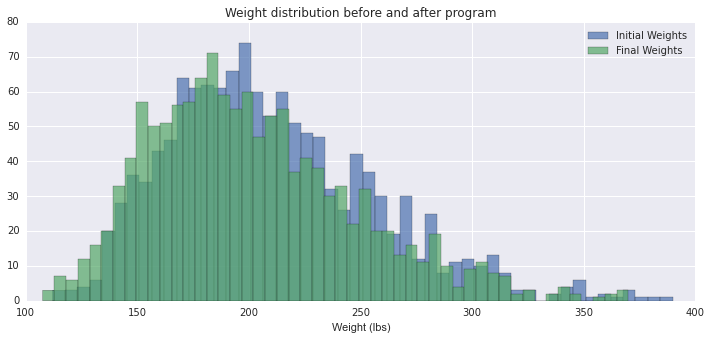 Weight distribution before and after program
80
70
60
50
40
30
20
10
0
Initial Weights
Final Weights
100 150 200 250 300 350 400
Weight (lbs)